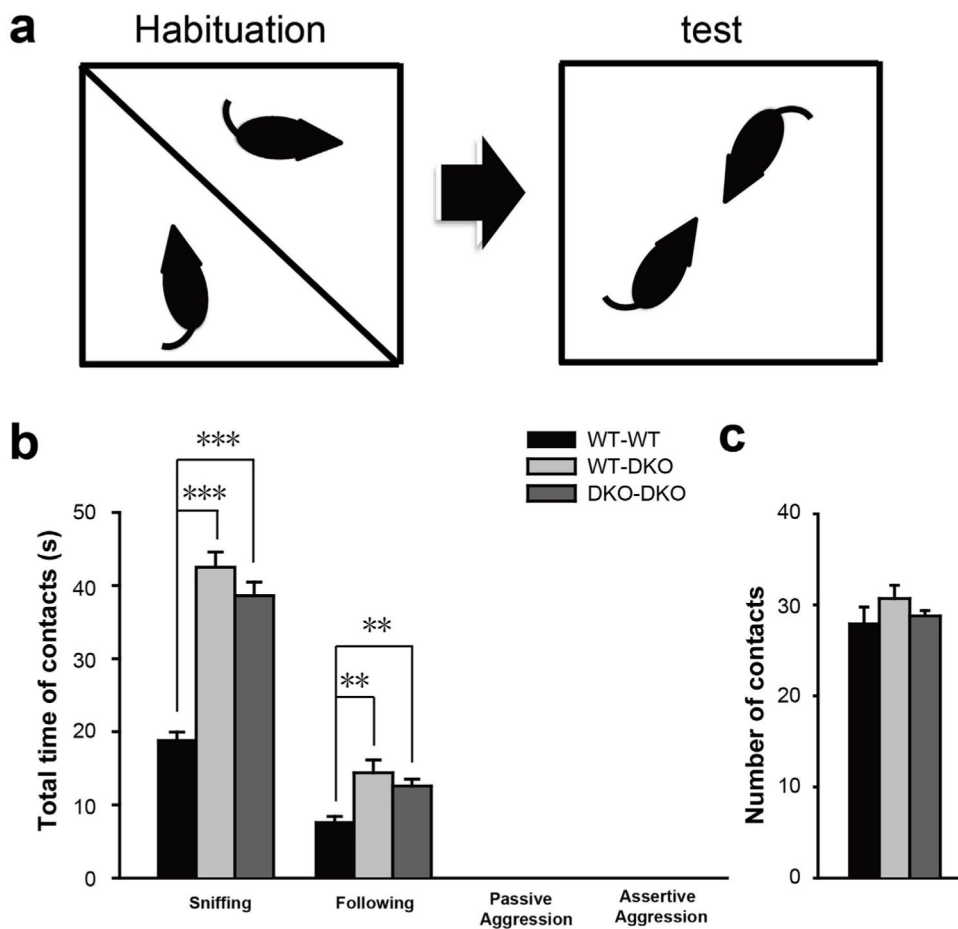 a
Habituation
test
b
***
***
**
**
WT-WT
WT-DKO
DKO-DKO
Total time of contacts (s)
50
40
30
20
10
0
Sniffing
Following
Passive
Aggression
Assertive
Aggression
c
Number of contacts
40
30
20
10
0